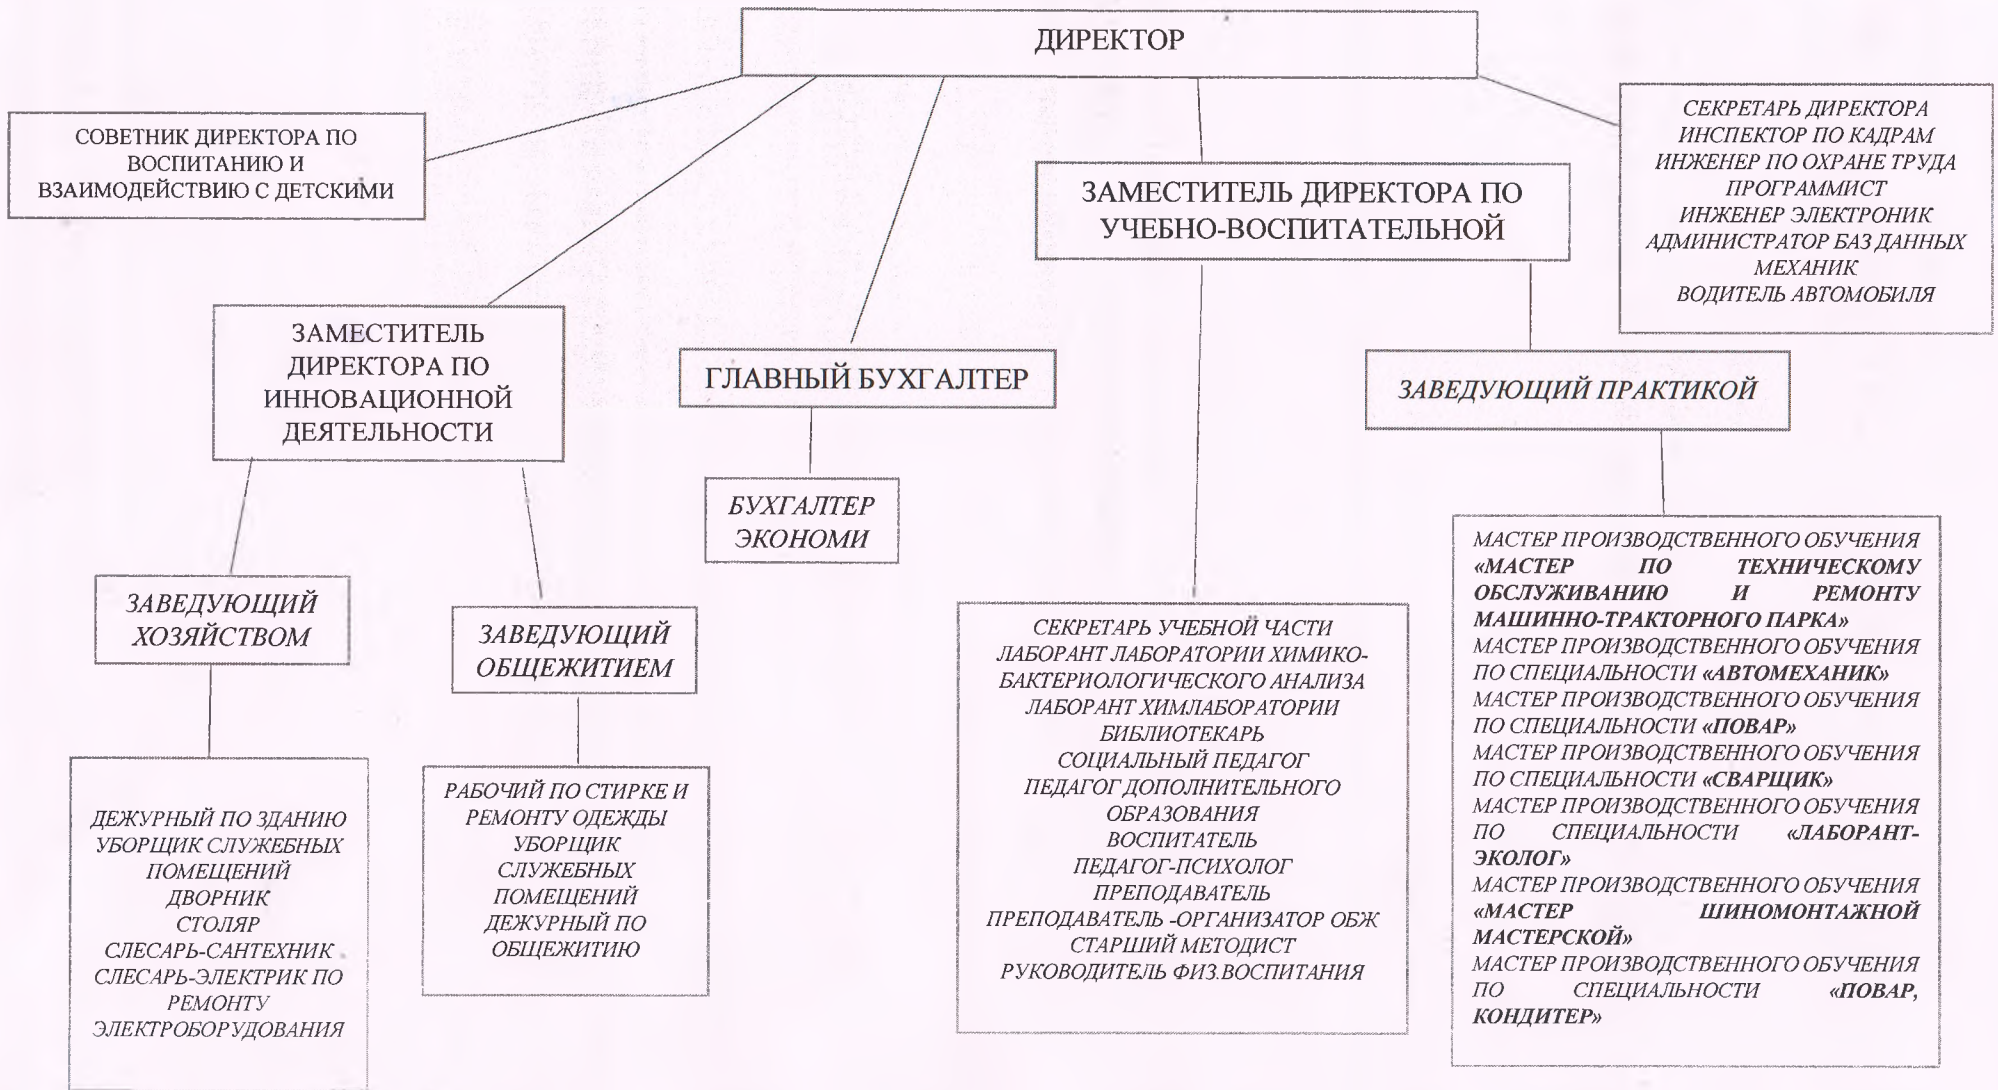 ДИРЕКТОР
СОВЕТНИК ДИРЕКТОРА ПО
ВОСПИТАНИЮ И
ВЗАИМОДЕЙСТВИЮ С ДЕТСКИМИ
СЕКРЕТАРЬ ДИРЕКТОРА
ИНСПЕКТОР ПО КАДРАМ
ИНЖЕНЕР ПО ОХРАНЕ ТРУДА
ПРОГРАММИСТ
ИНЖЕНЕР ЭЛЕКТРОНИК
АДМИНИСТРАТОР БАЗ ДАННЫХ
МЕХАНИК
ВОДИТЕЛЬ АВТОМОБИЛЯ
ЗАМЕСТИТЕЛЬ ДИРЕКТОРА ПО
УЧЕБНО-ВОСПИТАТЕЛЬНОЙ
ЗАМЕСТИТЕЛЬ
ДИРЕКТОРА ПО
ИННОВАЦИОННОЙ
ДЕЯТЕЛЬНОСТИ
ГЛАВНЫЙ БУХГАЛТЕР
ЗАВЕДУЮЩИЙ ПРАКТИКОЙ
БУХГАЛТЕР
ЭКОНОМИ
ЗАВЕДУЮЩИЙ
ХОЗЯЙСТВОМ
ЗАВЕДУЮЩИЙ
ОБЩЕЖИТИЕМ
ДЕЖУРНЫЙ ПО ЗДАНИЮ
УБОРЩИК СЛУЖЕБНЫХ
ПОМЕЩЕНИЙ
ДВОРНИК
СТОЛЯР
СЛЕСАРЬ-САНТЕХНИК
СЛЕСАРЬ-ЭЛЕКТРИК ПО
РЕМОНТУ
ЭЛЕКТРОБОРУДОВАНИЯ
РАБОЧИЙ ПО СТИРКЕ И
РЕМОНТУ ОДЕЖДЫ
УБОРЩИК
СЛУЖЕБНЫХ
ПОМЕЩЕНИЙ
ДЕЖУРНЫЙ ПО
ОБЩЕЖИТИЮ
СЕКРЕТАРЬ УЧЕБНОЙ ЧАСТИ
ЛАБОРАНТ ЛАБОРАТОРИИ ХИМИКО-
БАКТЕРИОЛОГИЧЕСКОГО АНАЛИЗА
ЛАБОРАНТ ХИМЛАБОРАТОРИИ
БИБЛИОТЕКАРЬ
СОЦИАЛЬНЫЙ ПЕДАГОГ
ПЕДАГОГ ДОПОЛНИТЕЛЬНОГО
ОБРАЗОВАНИЯ
ВОСПИТАТЕЛЬ
ПЕДАГОГ-ПСИХОЛОГ
ПРЕПОДАВАТЕЛЬ
ПРЕПОДАВАТЕЛЬ -ОРГАНИЗАТОР ОБЖ
СТАРШИЙ МЕТОДИСТ
РУКОВОДИТЕЛЬ ФИЗ.ВОСПИТАНИЯ
МАСТЕР ПРОИЗВОДСТВЕННОГО ОБУЧЕНИЯ
«МАСТЕР ПО ТЕХНИЧЕСКОМУ
ОБСЛУЖИВАНИЮ И РЕМОНТУ
МАШИННО-ТРАКТОРНОГО ПАРКА»
МАСТЕР ПРОИЗВОДСТВЕННОГО ОБУЧЕНИЯ
ПО СПЕЦИАЛЬНОСТИ «АВТОМЕХАНИК»
МАСТЕР ПРОИЗВОДСТВЕННОГО ОБУЧЕНИЯ
ПО СПЕЦИАЛЬНОСТИ «ПОВАР»
МАСТЕР ПРОИЗВОДСТВЕННОГО ОБУЧЕНИЯ
ПО СПЕЦИАЛЬНОСТИ «СВАРЩИК»
МАСТЕР ПРОИЗВОДСТВЕННОГО ОБУЧЕНИЯ
ПО СПЕЦИАЛЬНОСТИ «ЛАБОРАНТ-
ЭКОЛОГ»
МАСТЕР ПРОИЗВОДСТВЕННОГО ОБУЧЕНИЯ
«МАСТЕР ШИНОМОНТАЖНОЙ
МАСТЕРСКОЙ»
МАСТЕР ПРОИЗВОДСТВЕННОГО ОБУЧЕНИЯ
ПО СПЕЦИАЛЬНОСТИ «ПОВАР,
КОНДИТЕР»